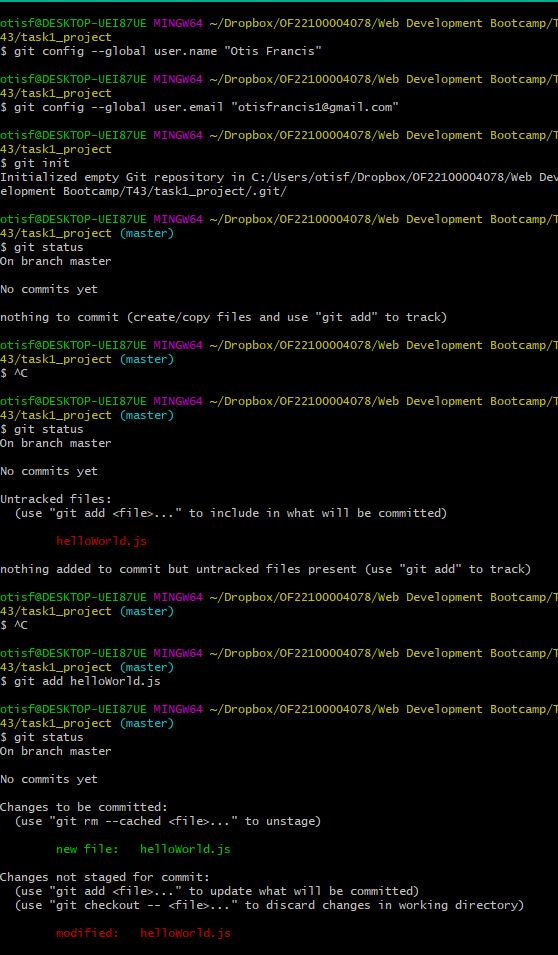 otisf@DESKTOP-UEI87UE MINGW64 ~/Dropbox/OF22100004078/Web Development Bootcamp/T
43/task1_project
$ git config --global user.name "Otis Francis"
otisf@DESKTOP-UEI87UE MINGW64 ~/Dropbox/OF22100004078/Web Development Bootcamp/T
43/task1_project
$ git config --global user.email "otisfrancis1@gmail.com"
otisf@DESKTOP-UEI87UE MINGW64 ~/Dropbox/OF22100004078/Web Development Bootcamp/T
43/task1_project
$ git init
Initialized empty Git repository in C:/Users/otisf/Dropbox/OF22100004078/Web Dev
elopment Bootcamp/T43/task1_project/.git/
otisf@DESKTOP-UEI87UE MINGW64 ~/Dropbox/OF22100004078/Web Development Bootcamp/T
43/task1_project (master)
$ git status
On branch master
No commits yet
nothing to commit (create/copy files and use "git add" to track)
otisf@DESKTOP-UEI87UE MINGW64 ~/Dropbox/OF22100004078/Web Development Bootcamp/T
43/task1_project (master)
$ ^C
otisf@DESKTOP-UEI87UE MINGW64 ~/Dropbox/OF22100004078/Web Development Bootcamp/T
43/task1_project (master)
$ git status
On branch master
No commits yet
Untracked files:
(use "git add <file>..." to include in what will be committed)
helloWorld.js
nothing added to commit but untracked files present (use "git add" to track)
otisf@DESKTOP-UEI87UE MINGW64 ~/Dropbox/OF22100004078/Web Development Bootcamp/T
43/task1_project (master)
$ ^C
otisf@DESKTOP-UEI87UE MINGW64 ~/Dropbox/OF22100004078/Web Development Bootcamp/T
43/task1_project (master)
$ git add helloWorld.js
otisf@DESKTOP-UEI87UE MINGW64 ~/Dropbox/OF22100004078/Web Development Bootcamp/T
43/task1_project (master)
$ git status
On branch master
No commits yet
Changes to be committed:
(use "git rm --cached <file>..." to unstage)
new file: helloWorld.js
Changes not staged for commit:
(use "git add <file>..." to update what will be committed)
(use "git checkout -- <file>..." to discard changes in working directory)
modified: helloWorld.js